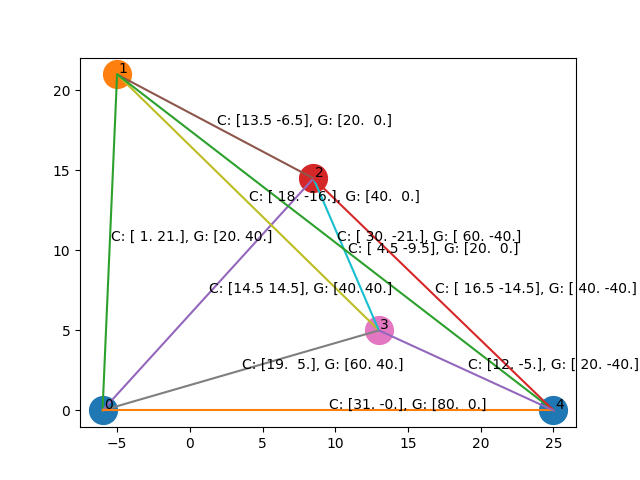 20
15
10
5
0
−5
0
5
10
15
20
25
1
C: [13.5 -6.5], G: [20.  0.]
2
C: [ 18. -16.], G: [40.  0.]
C: [ 1. 21.], G: [20. 40.]
C: [ 30. -21.], G: [ 60. -40.]
C: [ 4.5 -9.5], G: [20.  0.]
C: [14.5 14.5], G: [40. 40.]
C: [ 16.5 -14.5], G: [ 40. -40.]
3
C: [19.  5.], G: [60. 40.]
C: [12. -5.], G: [ 20. -40.]
0
C: [31. -0.], G: [80.  0.]
4